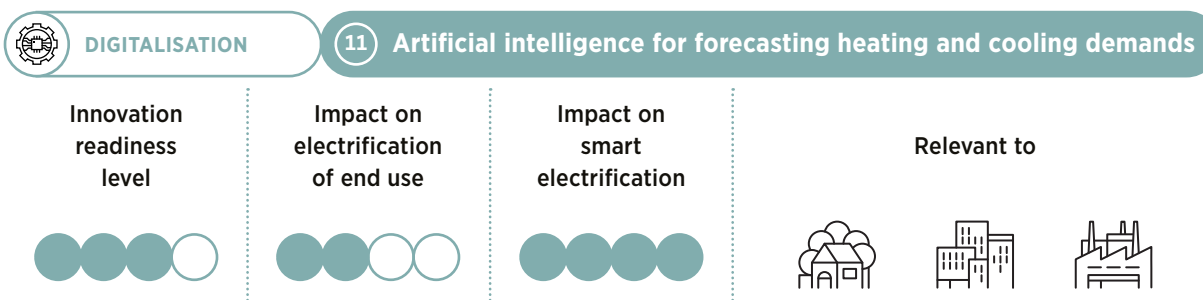 DIGITALISATION
11 Artificial intelligence for forecasting heating and cooling demands
Innovation
readiness
level
Impact on
electrification
of end use
Impact on
smart
electrification
Relevant to